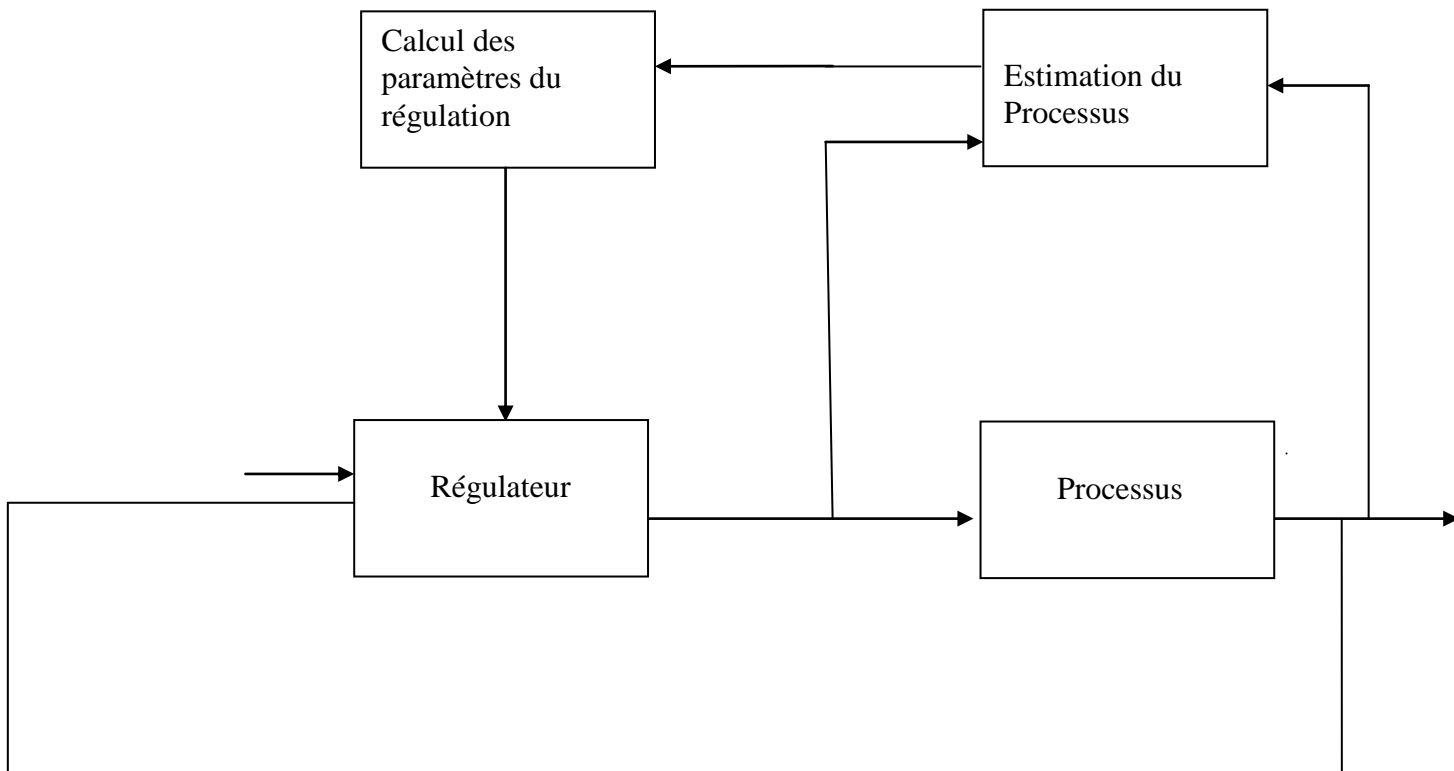 Calcul des
paramètres du
régulation
Estimation du
Processus
Régulateur
Processus